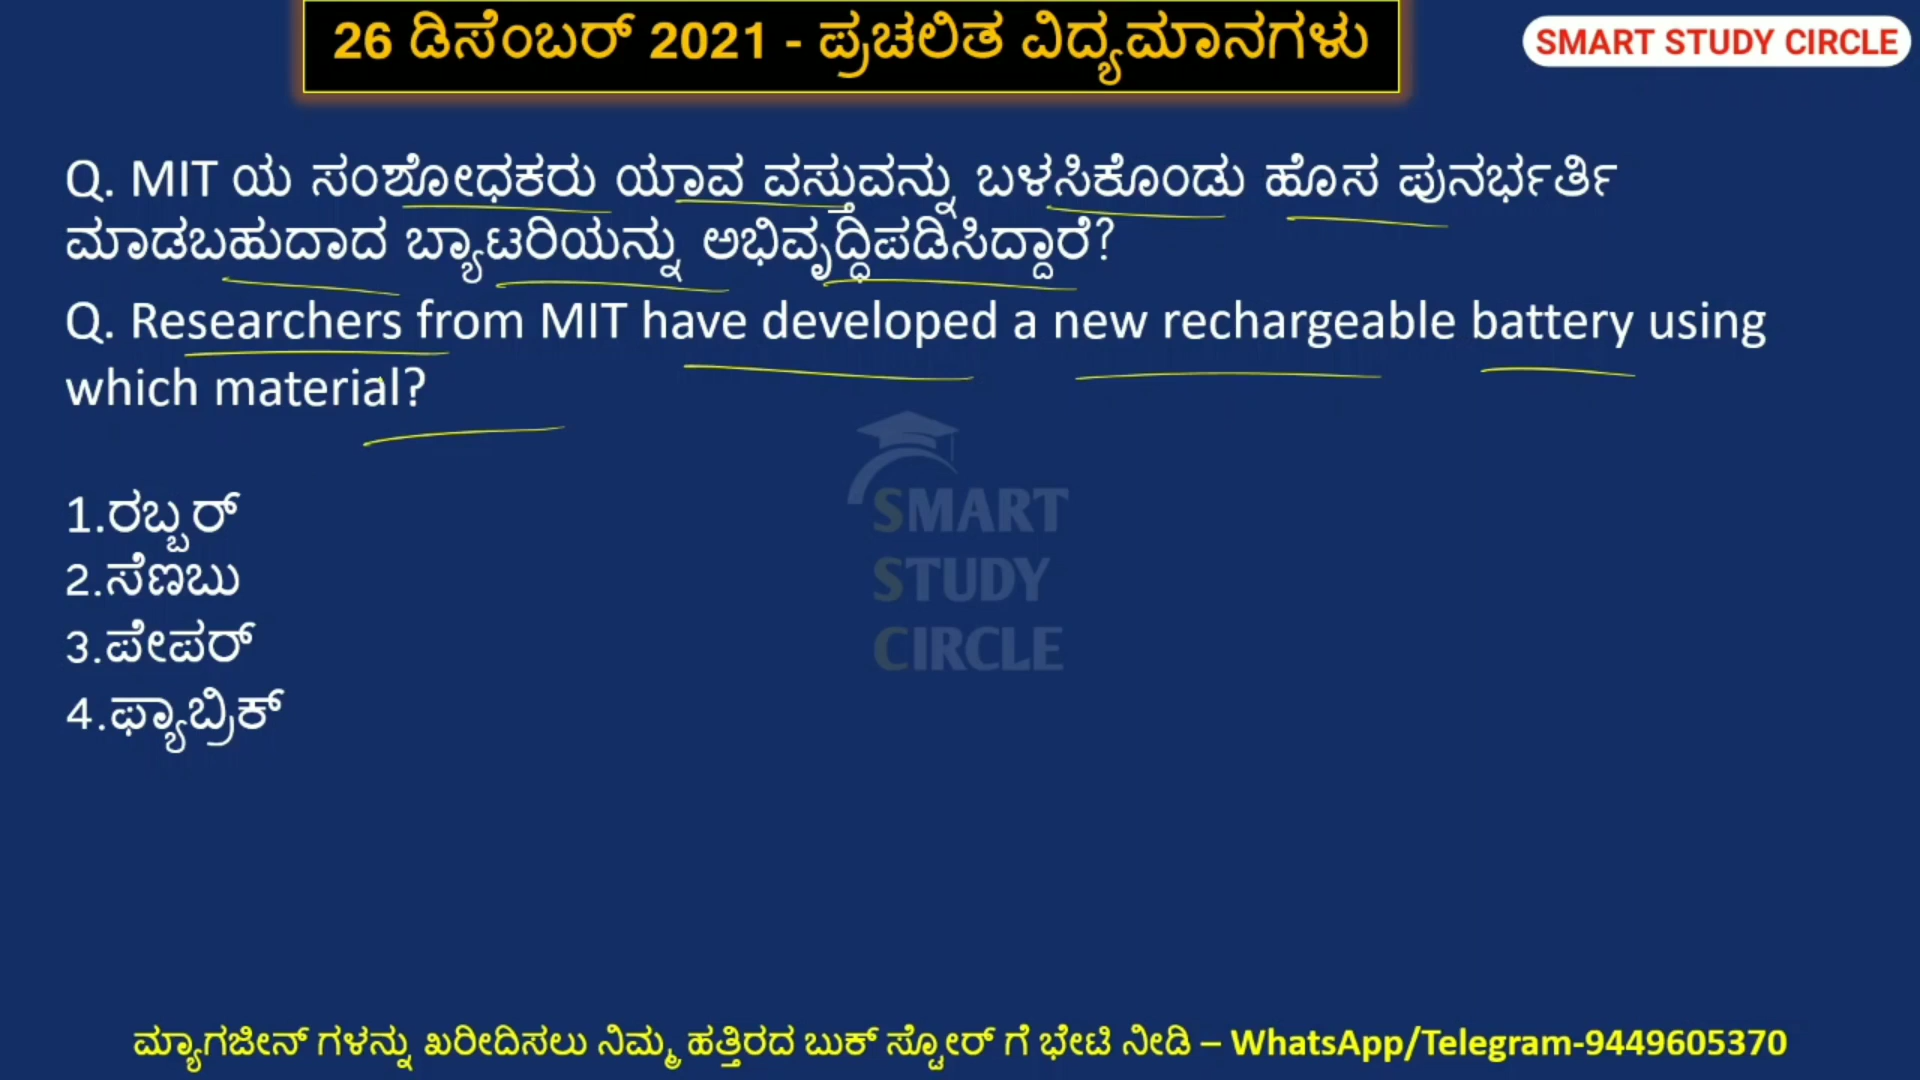 26 ಡಿಸೆಂಬರ್ 2021 - ಪ್ರಚಲಿತ ವಿದ್ಯಮಾನಗಳು
SMART STUDY CIRCLE
Q. MIT ಯ ಸಂಶೋಧಕರು ಯಾವ ವಸ್ತುವನ್ನು ಬಳಸಿಕೊಂಡು ಹೊಸ ಪುನರ್ಭರ್ತಿ
ಮಾಡಬಹುದಾದ ಬ್ಯಾಟರಿಯನ್ನು ಅಭಿವೃದ್ಧಿಪಡಿಸಿದ್ದಾರೆ?
Q. Researchers from MIT have developed a new rechargeable battery using
which material?
SMART
STUDY
CIRCLE
1.ರಬ್ಬರ್
2.ಸೆಣಬು
3.ಪೇಪರ್
4.ಫ್ಯಾಬ್ರಿಕ್
ಮ್ಯಾಗಜೀನ್ ಗಳನ್ನು ಖರೀದಿಸಲು ನಿಮ್ಮ ಹತ್ತಿರದ ಬುಕ್ ಸ್ಟೋರ್ ಗೆ ಭೇಟಿ ನೀಡಿ – WhatsApp/Telegram-9449605370